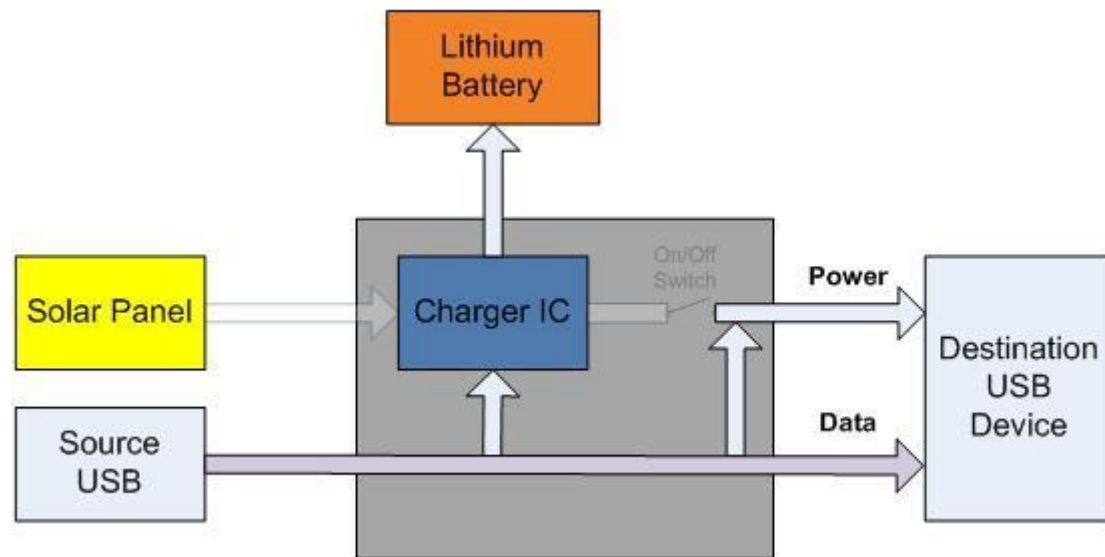 Lithium
Battery
Solar Panel
Charger IC
On/Off
Switch
Power
Destination
USB
Device
Source
USB
Data